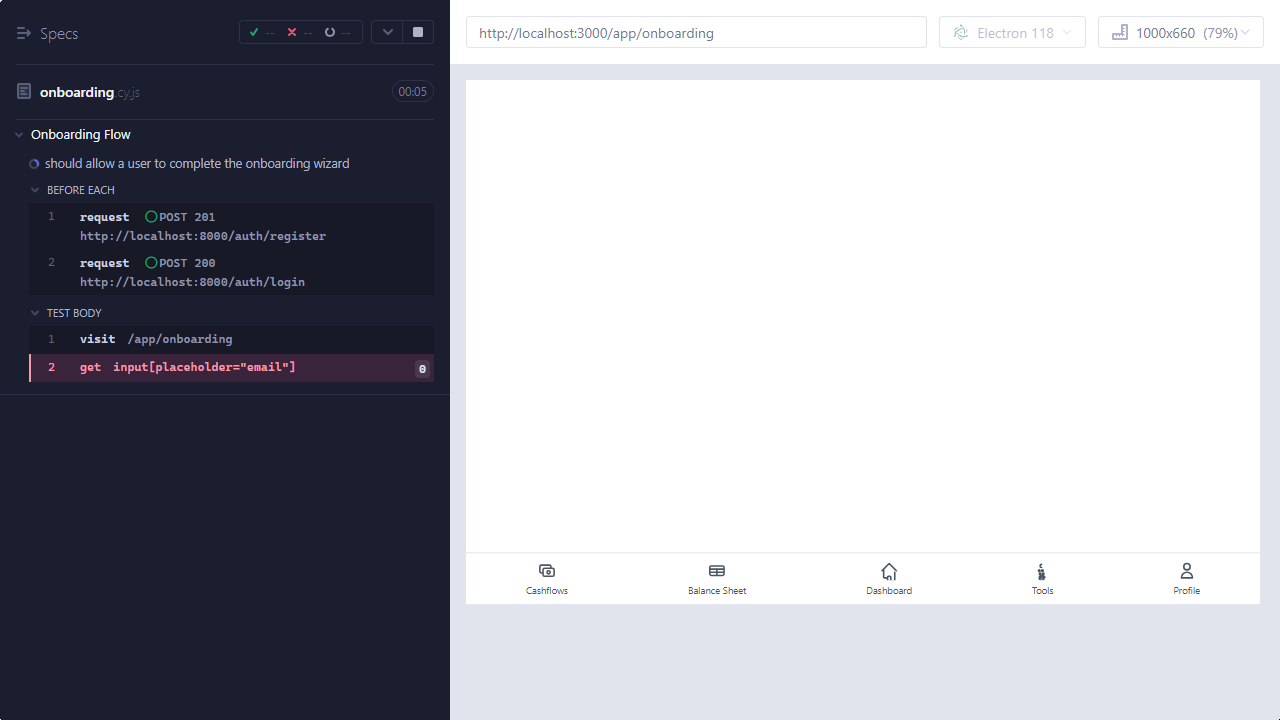 Specs
-- -- --
onboarding.cy.js
00:05
Onboarding Flow
should allow a user to complete the onboarding wizard
BEFORE EACH
1 request POST 201
http://localhost:8000/auth/register
2 request POST 200
http://localhost:8000/auth/login
TEST BODY
1 visit /app/onboarding
2 get input[placeholder="email"] 0
http://localhost:3000/app/onboarding
Electron 118
1000x660 (79%)
Cashflows
Balance Sheet
Dashboard
Tools
Profile